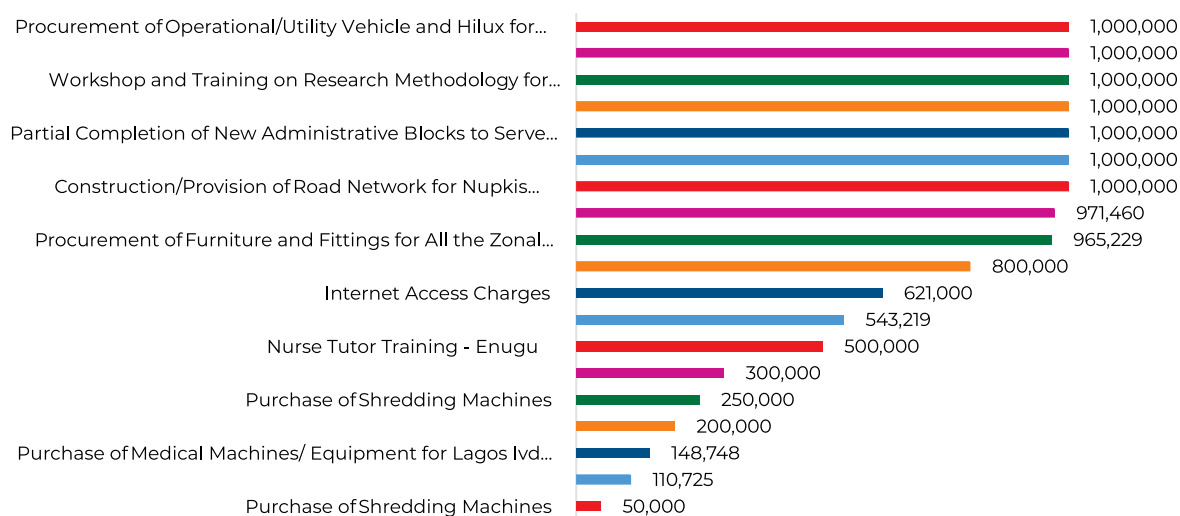 Procurement of Operational/Utility Vehicle and Hilux for... 1,000,000
1,000,000
Workshop and Training on Research Methodology for... 1,000,000
1,000,000
Partial Completion of New Administrative Blocks to Serve... 1,000,000
1,000,000
Construction/Provision of Road Network for Nupkis... 1,000,000
971,460
Procurement of Furniture and Fittings for All the Zonal... 965,229
800,000
Internet Access Charges 621,000
543,219
Nurse Tutor Training - Enugu 500,000
300,000
Purchase of Shredding Machines 250,000
200,000
Purchase of Medical Machines/ Equipment for Lagos Ivd... 148,748
110,725
Purchase of Shredding Machines 50,000